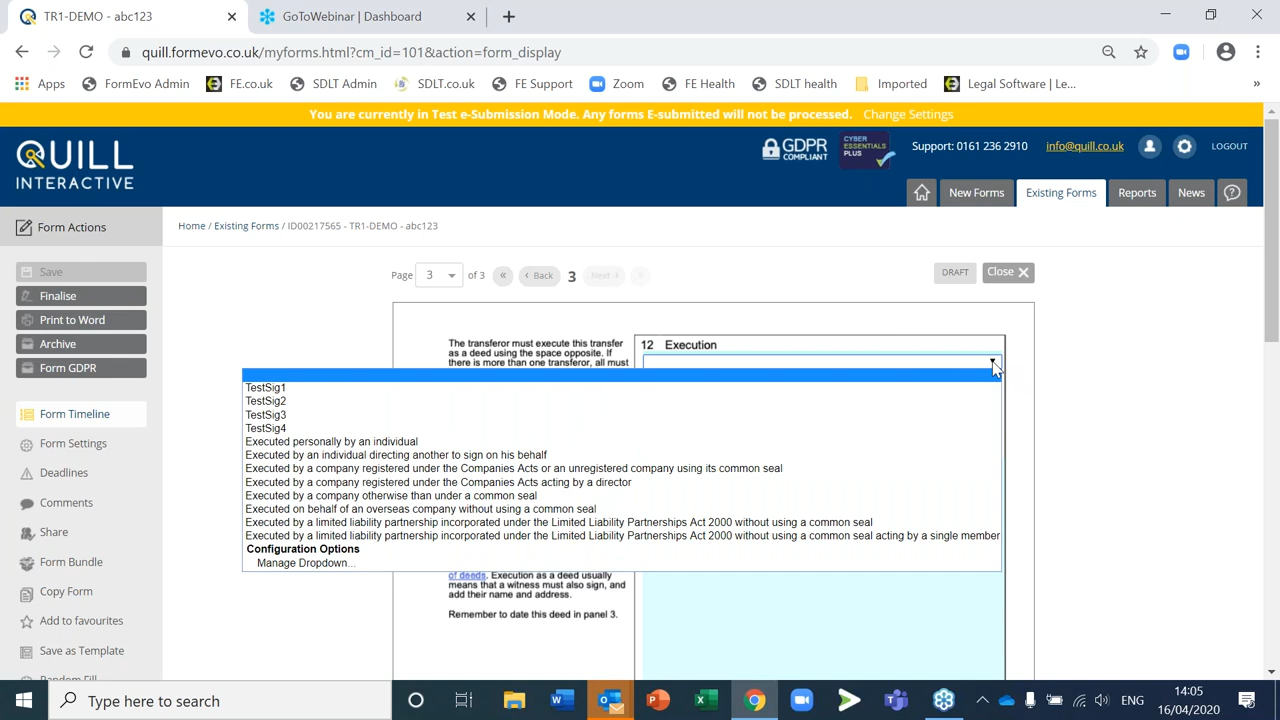 TR1-DEMO - abc123
GoToWebinar | Dashboard
quill.formevo.co.uk/myforms.html?cm_id=101&action=form_display
Apps
FormEvo Admin
FE.co.uk
SDLT Admin
SDLT.co.uk
FE Support
Zoom
FE Health
SDLT health
Imported
Legal Software | Le...
»
You are currently in Test e-Submission Mode. Any forms E-submitted will not be processed. Change Settings
QUILL
INTERACTIVE
GDPR
COMPLIANT
CYBER
ESSENTIALS
PLUS
Support: 0161 236 2910
info@quill.co.uk
LOGOUT
New Forms
Existing Forms
Reports
News
Form Actions
Home / Existing Forms / ID00217565 - TR1-DEMO - abc123
Save
Finalise
Print to Word
Archive
Form GDPR
Form Timeline
Form Settings
Deadlines
Comments
Share
Form Bundle
Copy Form
Add to favourites
Save as Template
Random Fill
Page 3 of 3 « ‹ Back 3 Next › »
DRAFT
Close X
The transferor must execute this transfer
as a deed using the space opposite. If
there is more than one transferor, all must
12 Execution
TestSig1
TestSig2
TestSig3
TestSig4
Executed personally by an individual
Executed by an individual directing another to sign on his behalf
Executed by a company registered under the Companies Acts or an unregistered company using its common seal
Executed by a company registered under the Companies Acts acting by a director
Executed by a company otherwise than under a common seal
Executed on behalf of an overseas company without using a common seal
Executed by a limited liability partnership incorporated under the Limited Liability Partnerships Act 2000 without using a common seal
Executed by a limited liability partnership incorporated under the Limited Liability Partnerships Act 2000 without using a common seal acting by a single member
Configuration Options
Manage Dropdown...
of deeds. Execution as a deed usually
means that a witness must also sign, and
add their name and address.
Remember to date this deed in panel 3.
Type here to search
ENG
14:05
16/04/2020